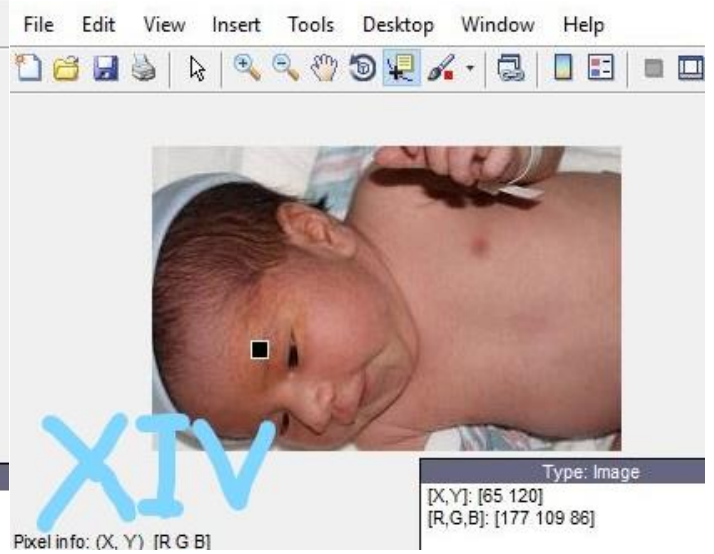 File Edit View Insert Tools Desktop Window Help
XIV
Type: Image
[X,Y]: [65 120]
[R,G,B]: [177 109 86]
Pixel info: (X, Y) [R G B]